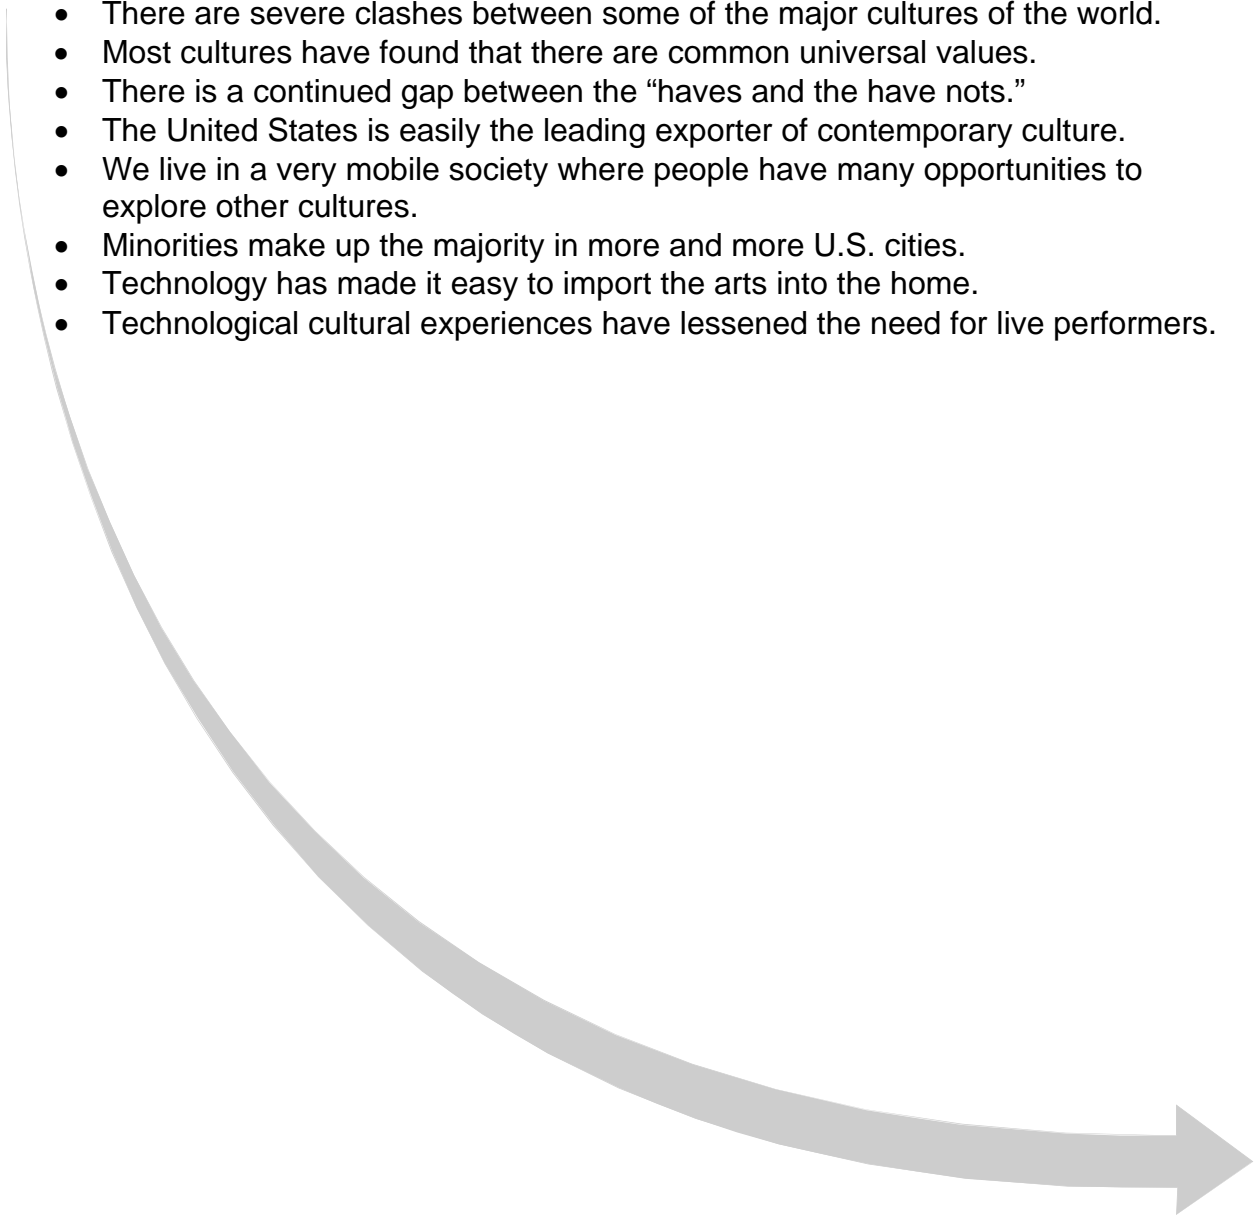 • There are severe clashes between some of the major cultures of the world.
• Most cultures have found that there are common universal values.
• There is a continued gap between the “haves and the have nots.”
• The United States is easily the leading exporter of contemporary culture.
• We live in a very mobile society where people have many opportunities to
explore other cultures.
• Minorities make up the majority in more and more U.S. cities.
• Technology has made it easy to import the arts into the home.
• Technological cultural experiences have lessened the need for live performers.